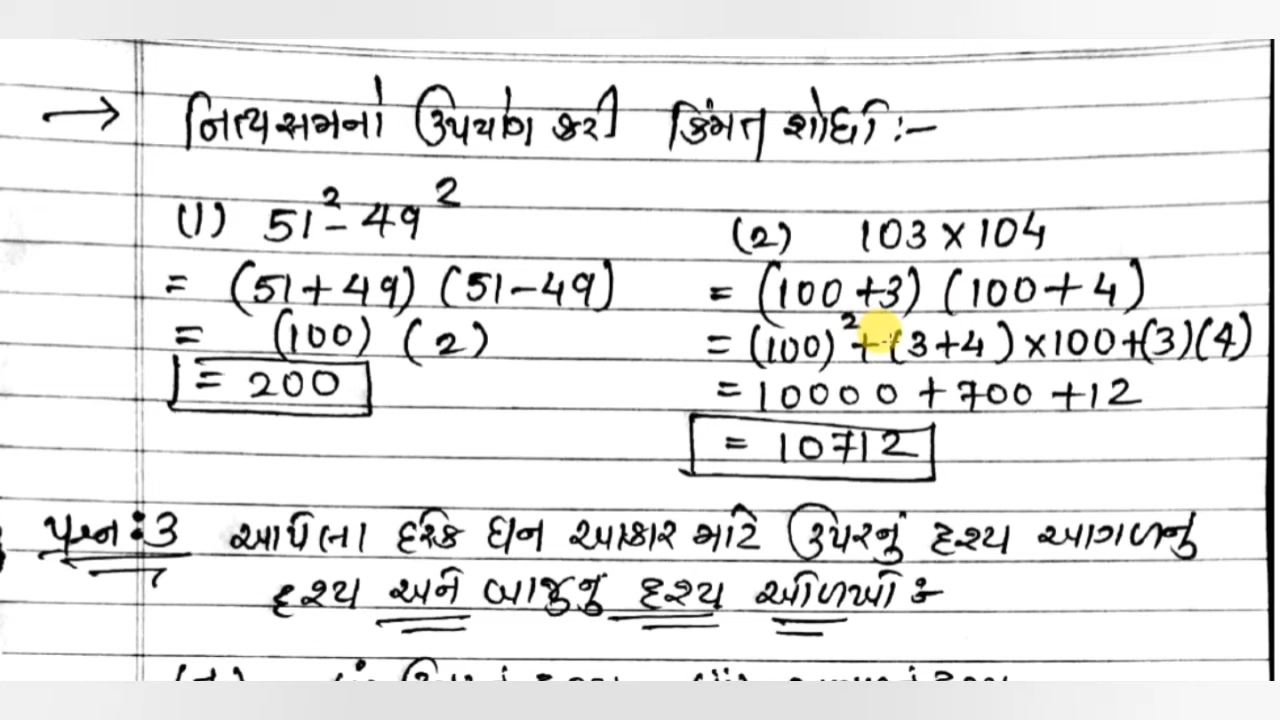 → નિત્યસમનો ઉપયોગ કરી કિંમત શોધો :-
(1) 51² - 49²
= (51 + 49) (51 - 49)
= (100) (2)
= 200
(2) 103 × 104
= (100 + 3) (100 + 4)
= (100)² + (3 + 4) × 100 + (3)(4)
= 10000 + 700 + 12
= 10712
પ્રશ્ન : 3 આપેલા દરેક ઘન આકાર માટે ઉપરનું દૃશ્ય આગળનું
દૃશ્ય અને બાજુનું દૃશ્ય ઓળખો :